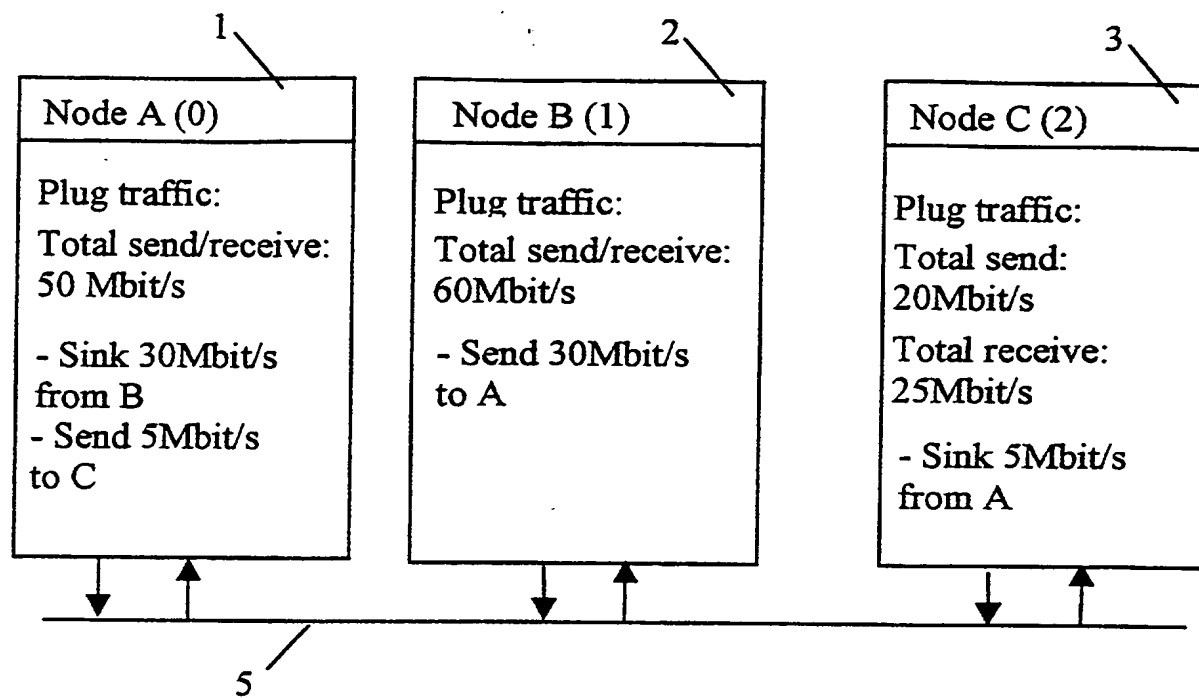 1
2
3
Node A (0)
Plug traffic:
Total send/receive:
50 Mbit/s
- Sink 30Mbit/s
from B
- Send 5Mbit/s
to C
Node B (1)
Plug traffic:
Total send/receive:
60Mbit/s
- Send 30Mbit/s
to A
Node C (2)
Plug traffic:
Total send:
20Mbit/s
Total receive:
25Mbit/s
- Sink 5Mbit/s
from A
5